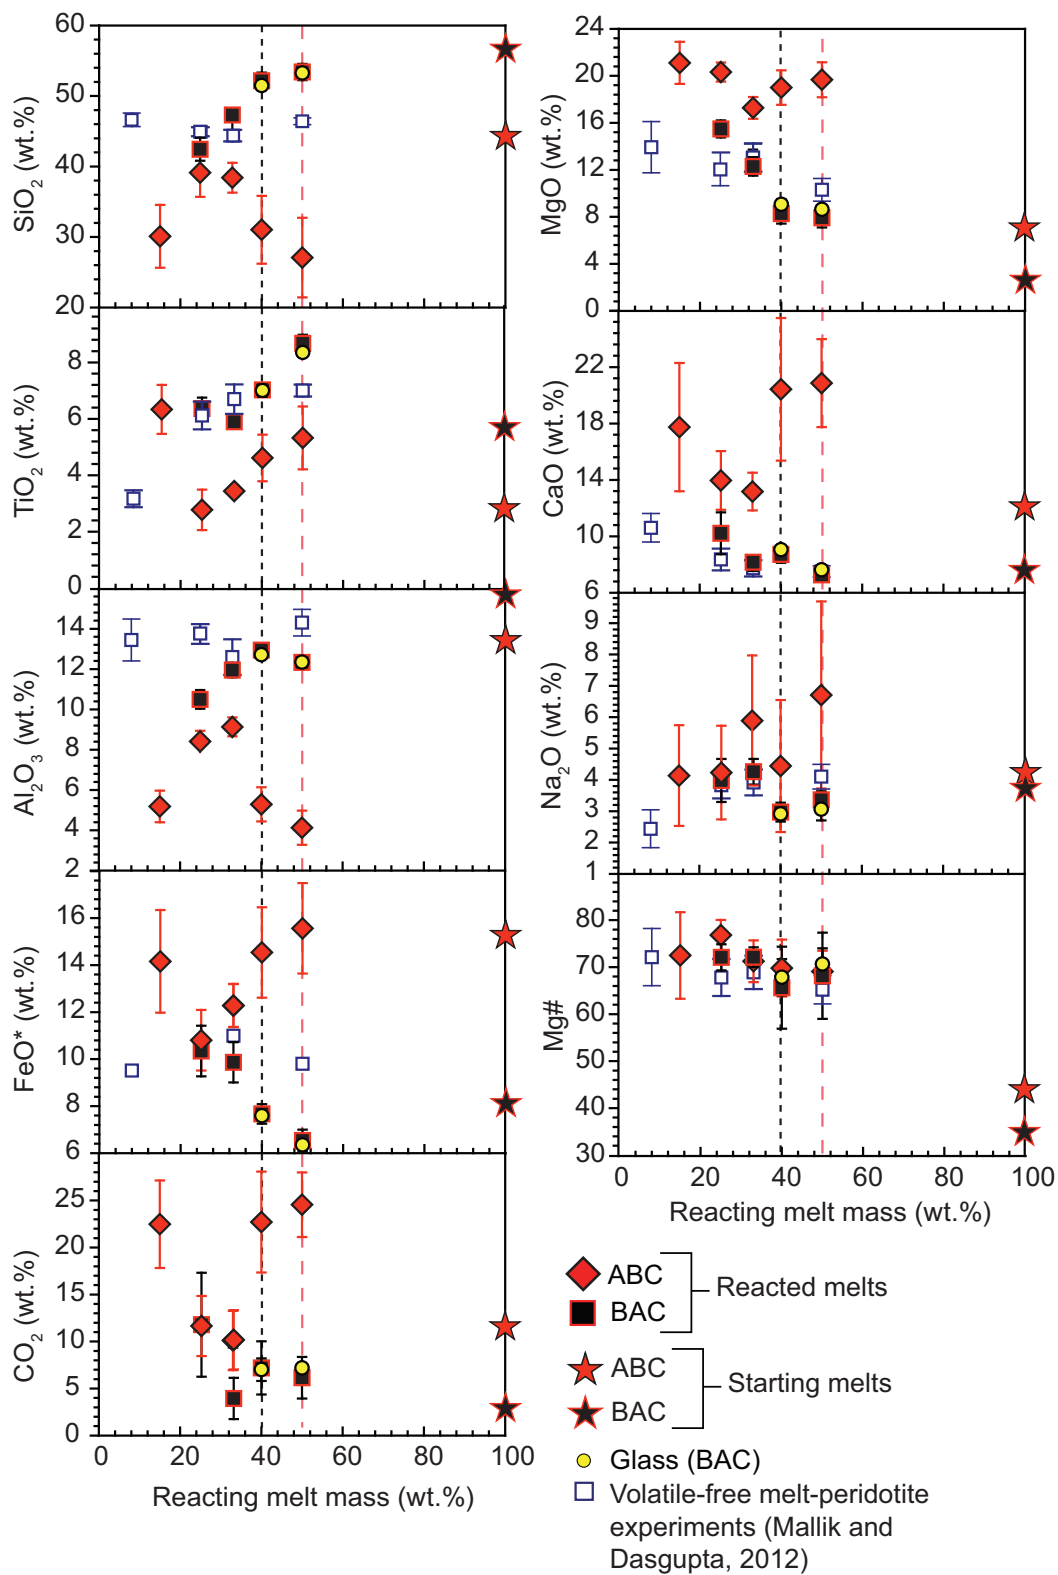 60
50
40
30
20
SiO2 (wt.%)
8
6
4
2
0
TiO2 (wt.%)
14
12
10
8
6
4
2
Al2O3 (wt.%)
16
14
12
10
8
6
FeO* (wt.%)
25
20
15
10
5
0
CO2 (wt.%)
0 20 40 60 80 100
Reacting melt mass (wt.%)
24
20
16
12
8
4
0
MgO (wt.%)
22
18
14
10
6
CaO (wt.%)
9
8
7
6
5
4
3
2
1
Na2O (wt.%)
80
70
60
50
40
30
Mg#
0 20 40 60 80 100
Reacting melt mass (wt.%)
ABC
BAC
Reacted melts
ABC
BAC
Starting melts
Glass (BAC)
Volatile-free melt-peridotite
experiments (Mallik and
Dasgupta, 2012)